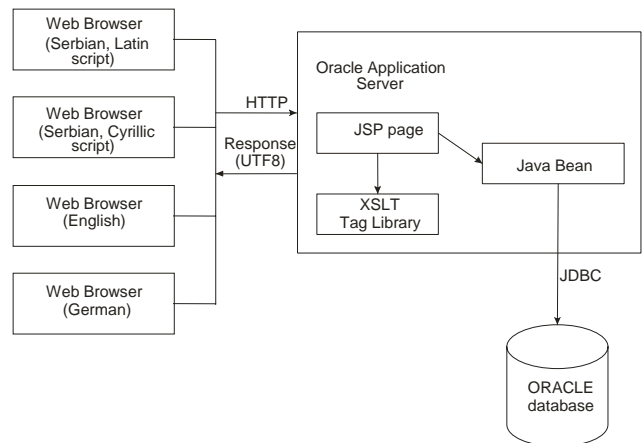 Web Browser
(Serbian, Latin
script)
Web Browser
(Serbian, Cyrillic
script)
Web Browser
(English)
Web Browser
(German)
HTTP
Response
(UTF8)
Oracle Application
Server
JSP page
XSLT
Tag Library
Java Bean
JDBC
ORACLE
database